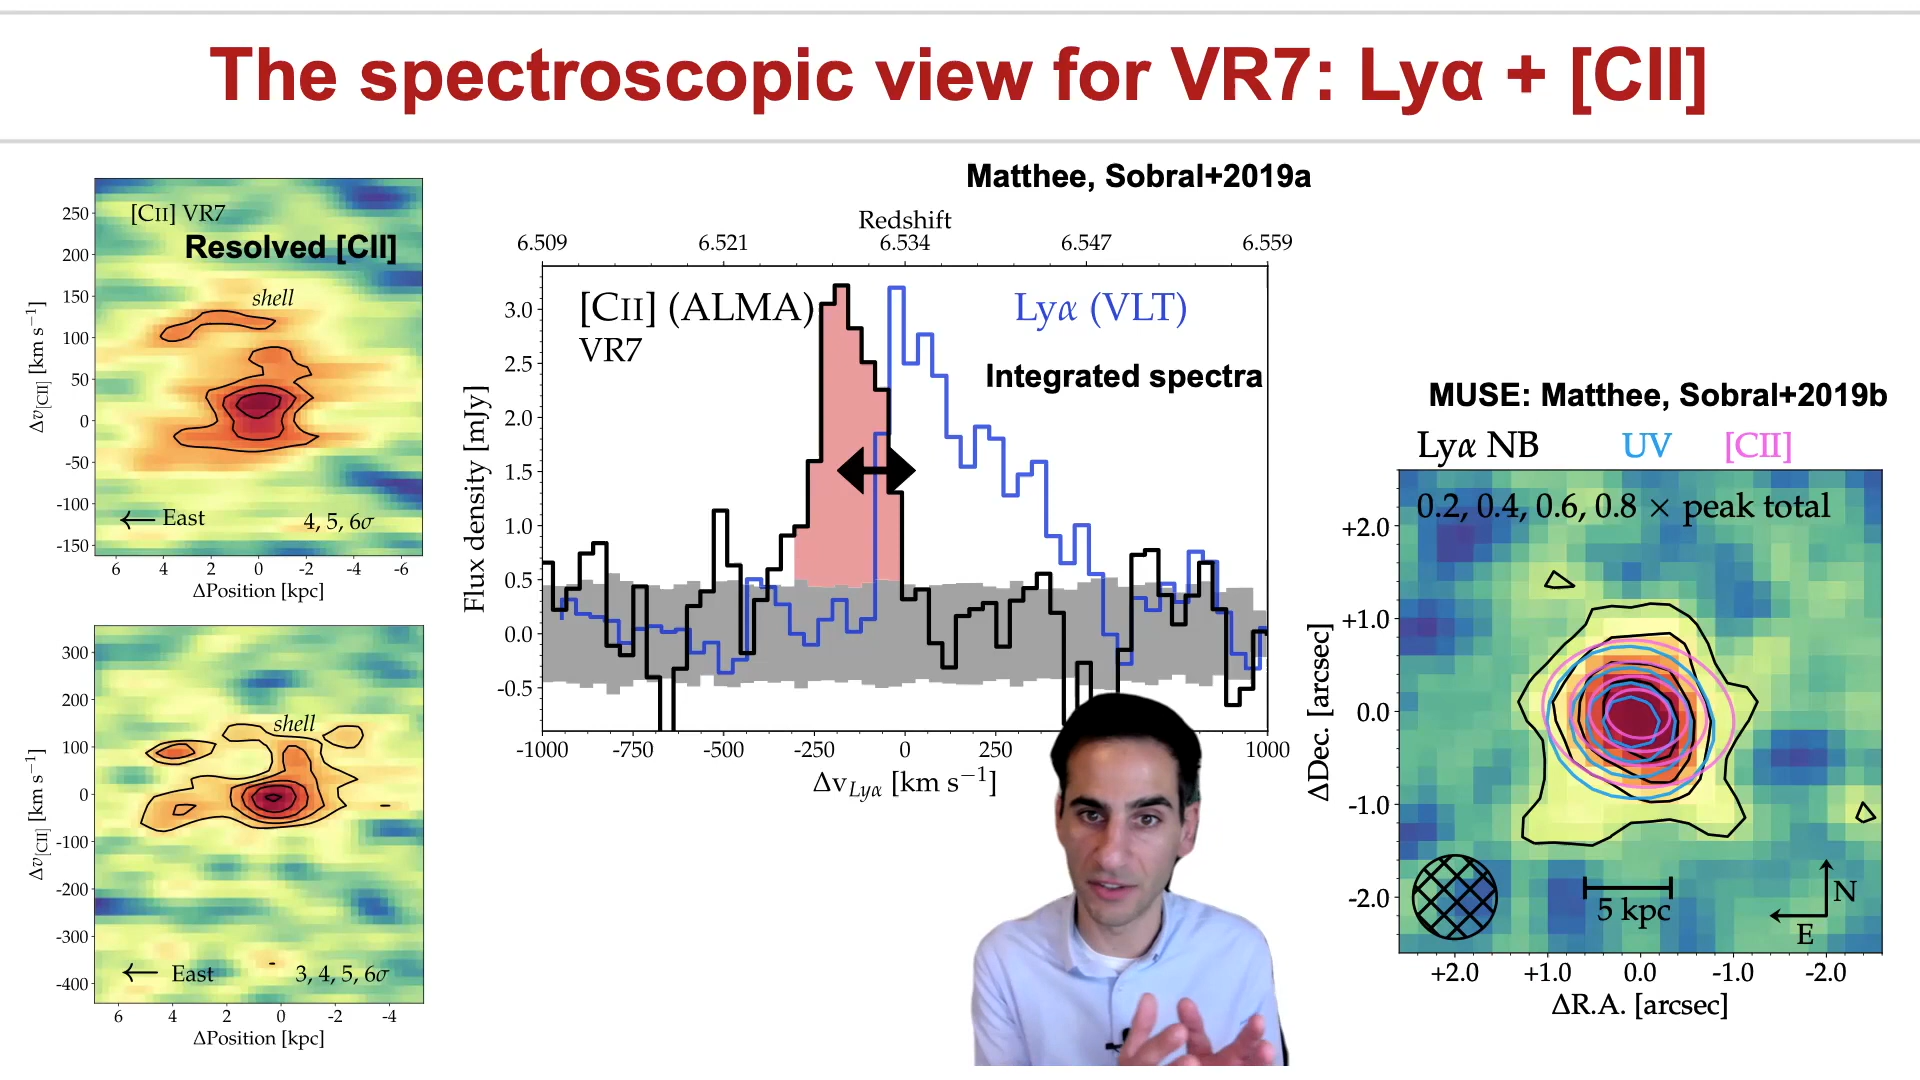 The spectroscopic view for VR7: Lyα + [CII]
[CII] VR7
Resolved [CII]
shell
East
4, 5, 6σ
250
200
150
100
50
0
-50
-100
-150
Δv[CII] [km s−1]
6 4 2 0 -2 -4 -6
ΔPosition [kpc]
shell
East
3, 4, 5, 6σ
300
200
100
0
-100
-200
-300
-400
Δv[CII] [km s−1]
6 4 2 0 -2 -4
ΔPosition [kpc]
Matthee, Sobral+2019a
Redshift
6.509 6.521 6.534 6.547 6.559
[CII] (ALMA)
VR7
Lyα (VLT)
Integrated spectra
3.0
2.5
2.0
1.5
1.0
0.5
0.0
-0.5
Flux density [mJy]
-1000 -750 -500 -250 0 250 1000
ΔvLyα [km s−1]
MUSE: Matthee, Sobral+2019b
Lyα NB UV [CII]
0.2, 0.4, 0.6, 0.8 × peak total
+2.0
+1.0
0.0
-1.0
-2.0
ΔDec. [arcsec]
5 kpc
N
E
+2.0 +1.0 0.0 -1.0 -2.0
ΔR.A. [arcsec]